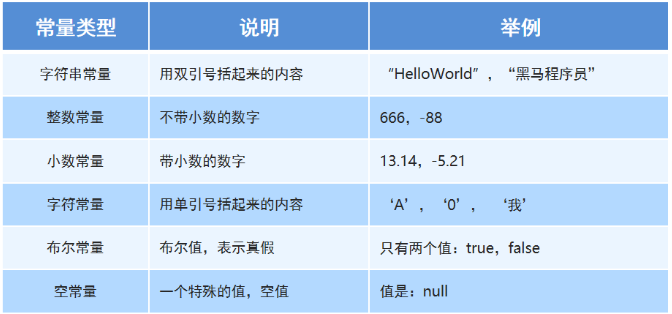 常量类型 说明 举例
字符串常量 用双引号括起来的内容 “HelloWorld”，“黑马程序员”
整数常量 不带小数的数字 666，-88
小数常量 带小数的数字 13.14，-5.21
字符常量 用单引号括起来的内容 ‘A’，‘0’， ‘我’
布尔常量 布尔值，表示真假 只有两个值：true，false
空常量 一个特殊的值，空值 值是：null